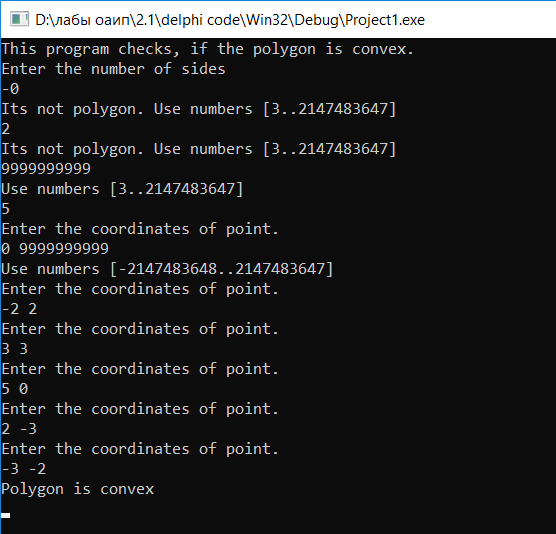 D:\лабы оаип\2.1\delphi code\Win32\Debug\Project1.exe
This program checks, if the polygon is convex.
Enter the number of sides
-0
Its not polygon. Use numbers [3..2147483647]
2
Its not polygon. Use numbers [3..2147483647]
9999999999
Use numbers [3..2147483647]
5
Enter the coordinates of point.
0 9999999999
Use numbers [-2147483648..2147483647]
Enter the coordinates of point.
-2 2
Enter the coordinates of point.
3 3
Enter the coordinates of point.
5 0
Enter the coordinates of point.
2 -3
Enter the coordinates of point.
-3 -2
Polygon is convex